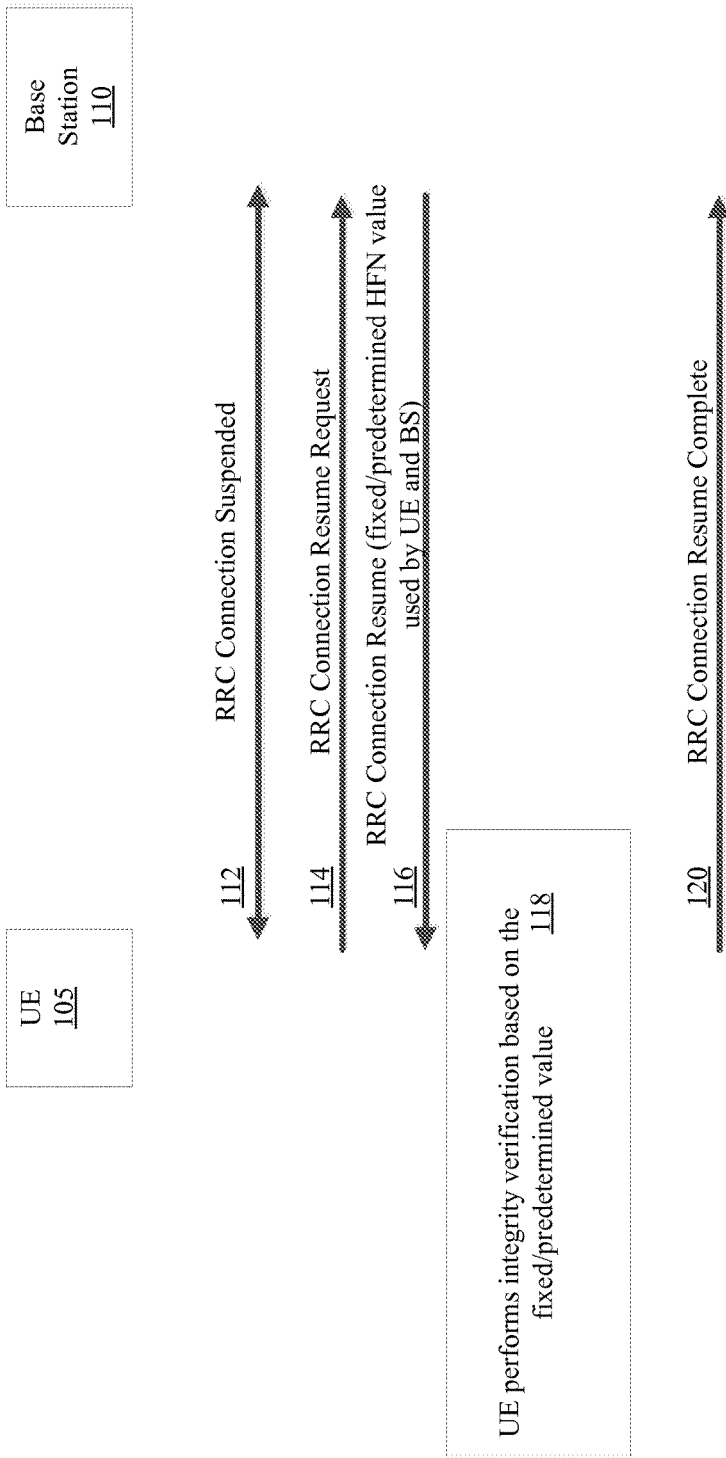 UE
105
Base
Station
110
RRC Connection Suspended
112
RRC Connection Resume Request
114
RRC Connection Resume (fixed/predetermined HFN value
used by UE and BS)
116
UE performs integrity verification based on the
fixed/predetermined value
118
RRC Connection Resume Complete
120